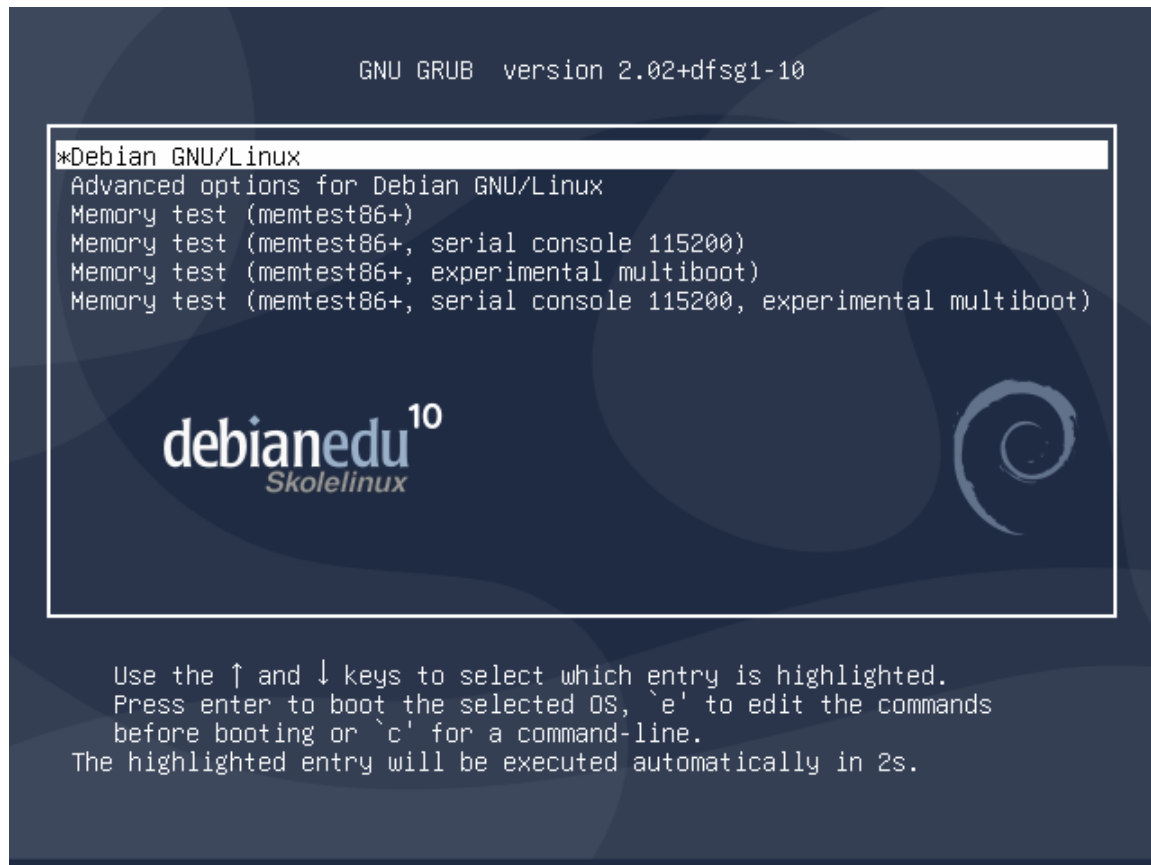 GNU GRUB  version 2.02+dfsg1-10
*Debian GNU/Linux
Advanced options for Debian GNU/Linux
Memory test (memtest86+)
Memory test (memtest86+, serial console 115200)
Memory test (memtest86+, experimental multiboot)
Memory test (memtest86+, serial console 115200, experimental multiboot)
debianedu10
Skolelinux
Use the ↑ and ↓ keys to select which entry is highlighted.
Press enter to boot the selected OS, `e' to edit the commands
before booting or `c' for a command-line.
The highlighted entry will be executed automatically in 2s.